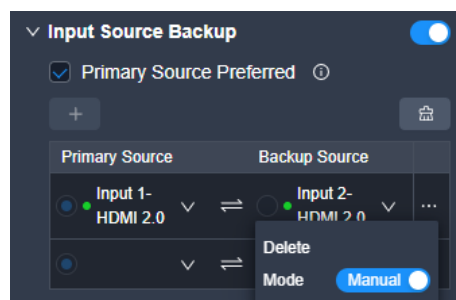 Input Source Backup
Primary Source Preferred
Primary Source Backup Source
Input 1-
HDMI 2.0
Input 2-
HDMI 2.0
Delete
Mode Manual